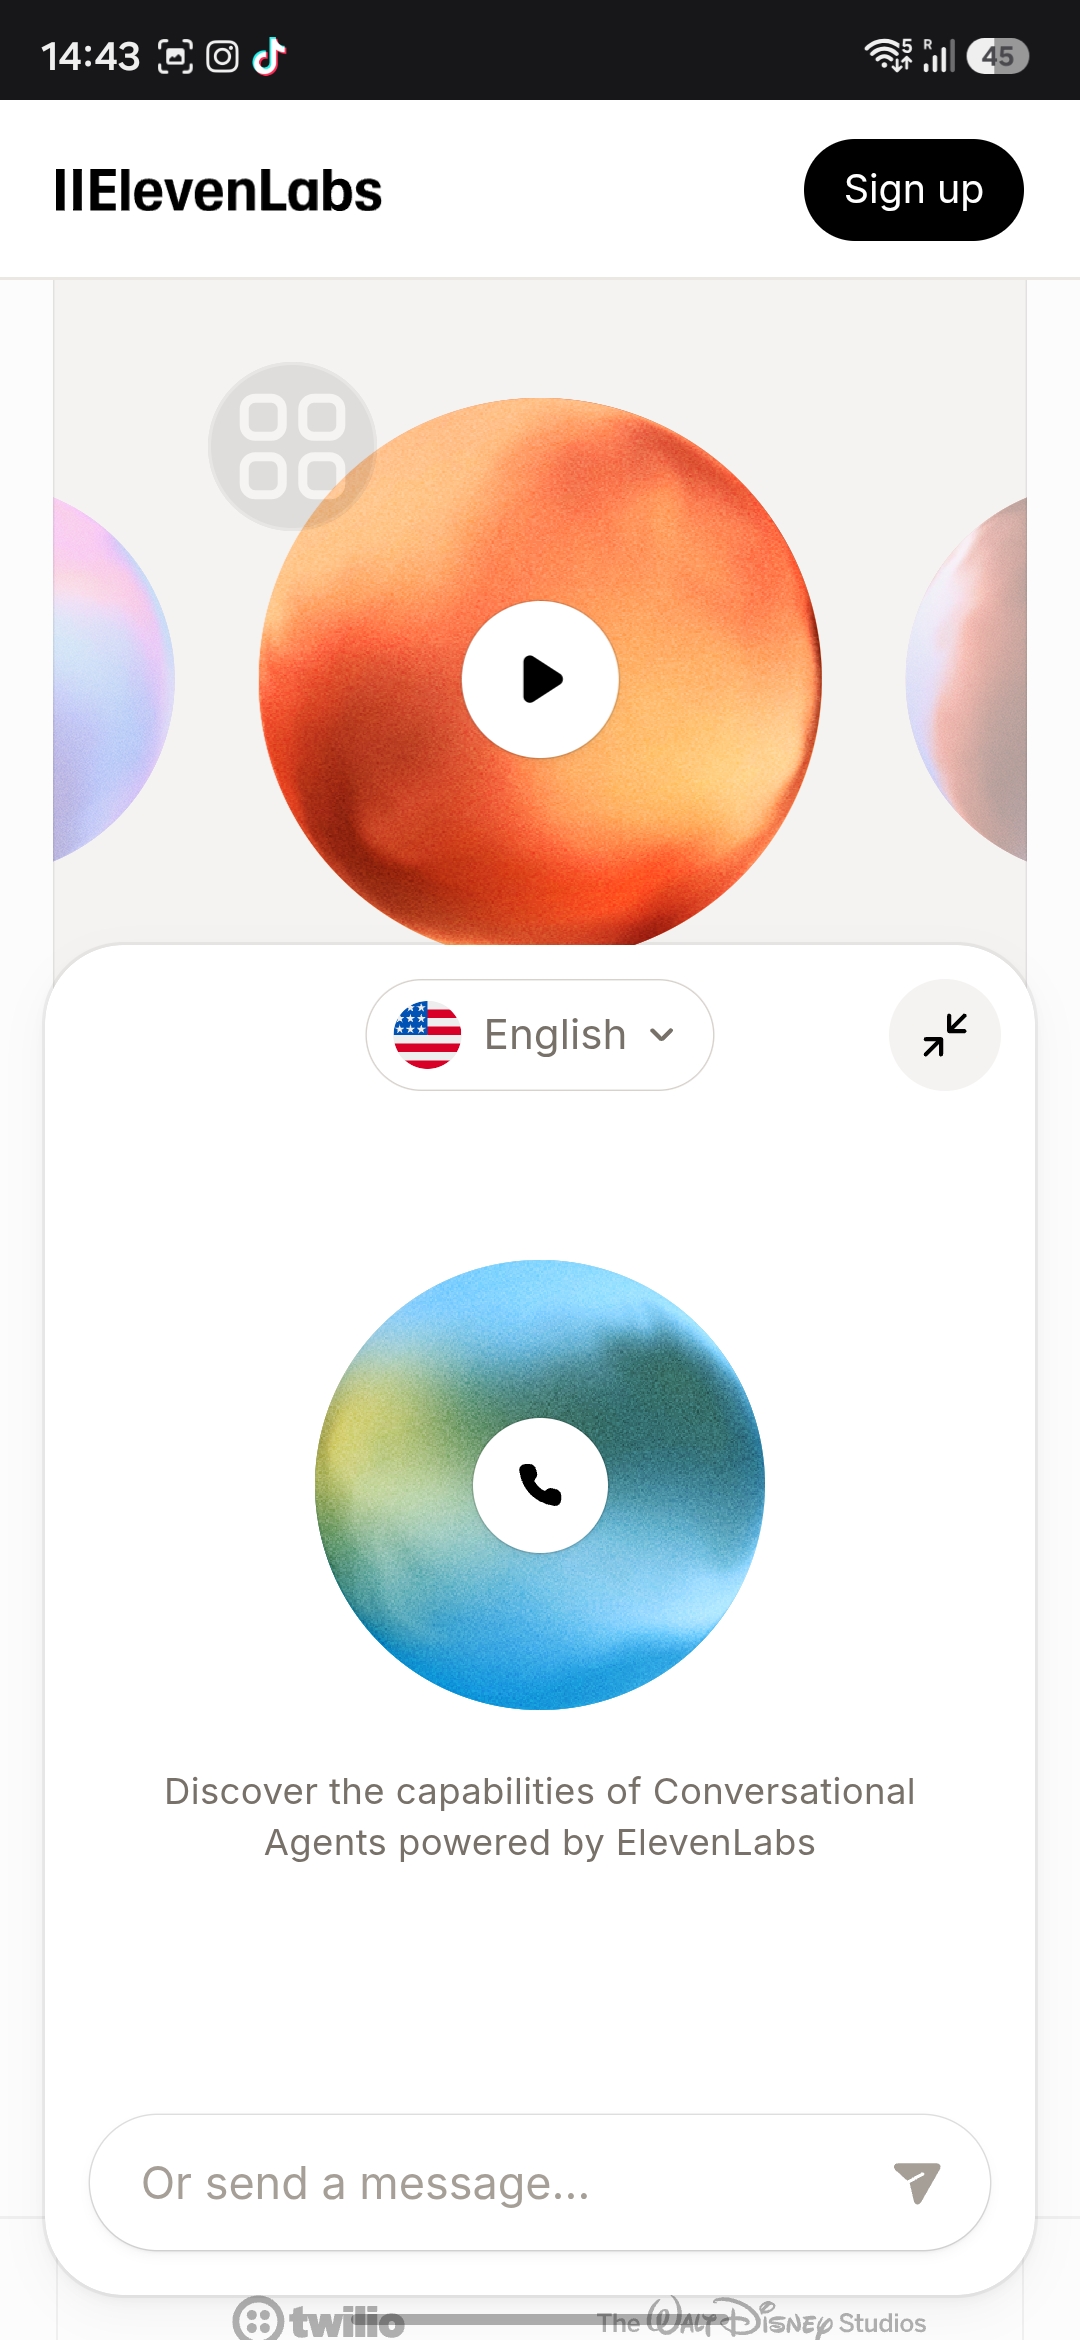 14:43
5
R
45
IIElevenLabs
Sign up
English
Discover the capabilities of Conversational
Agents powered by ElevenLabs
Or send a message...
twilio
The Walt Disney Studios